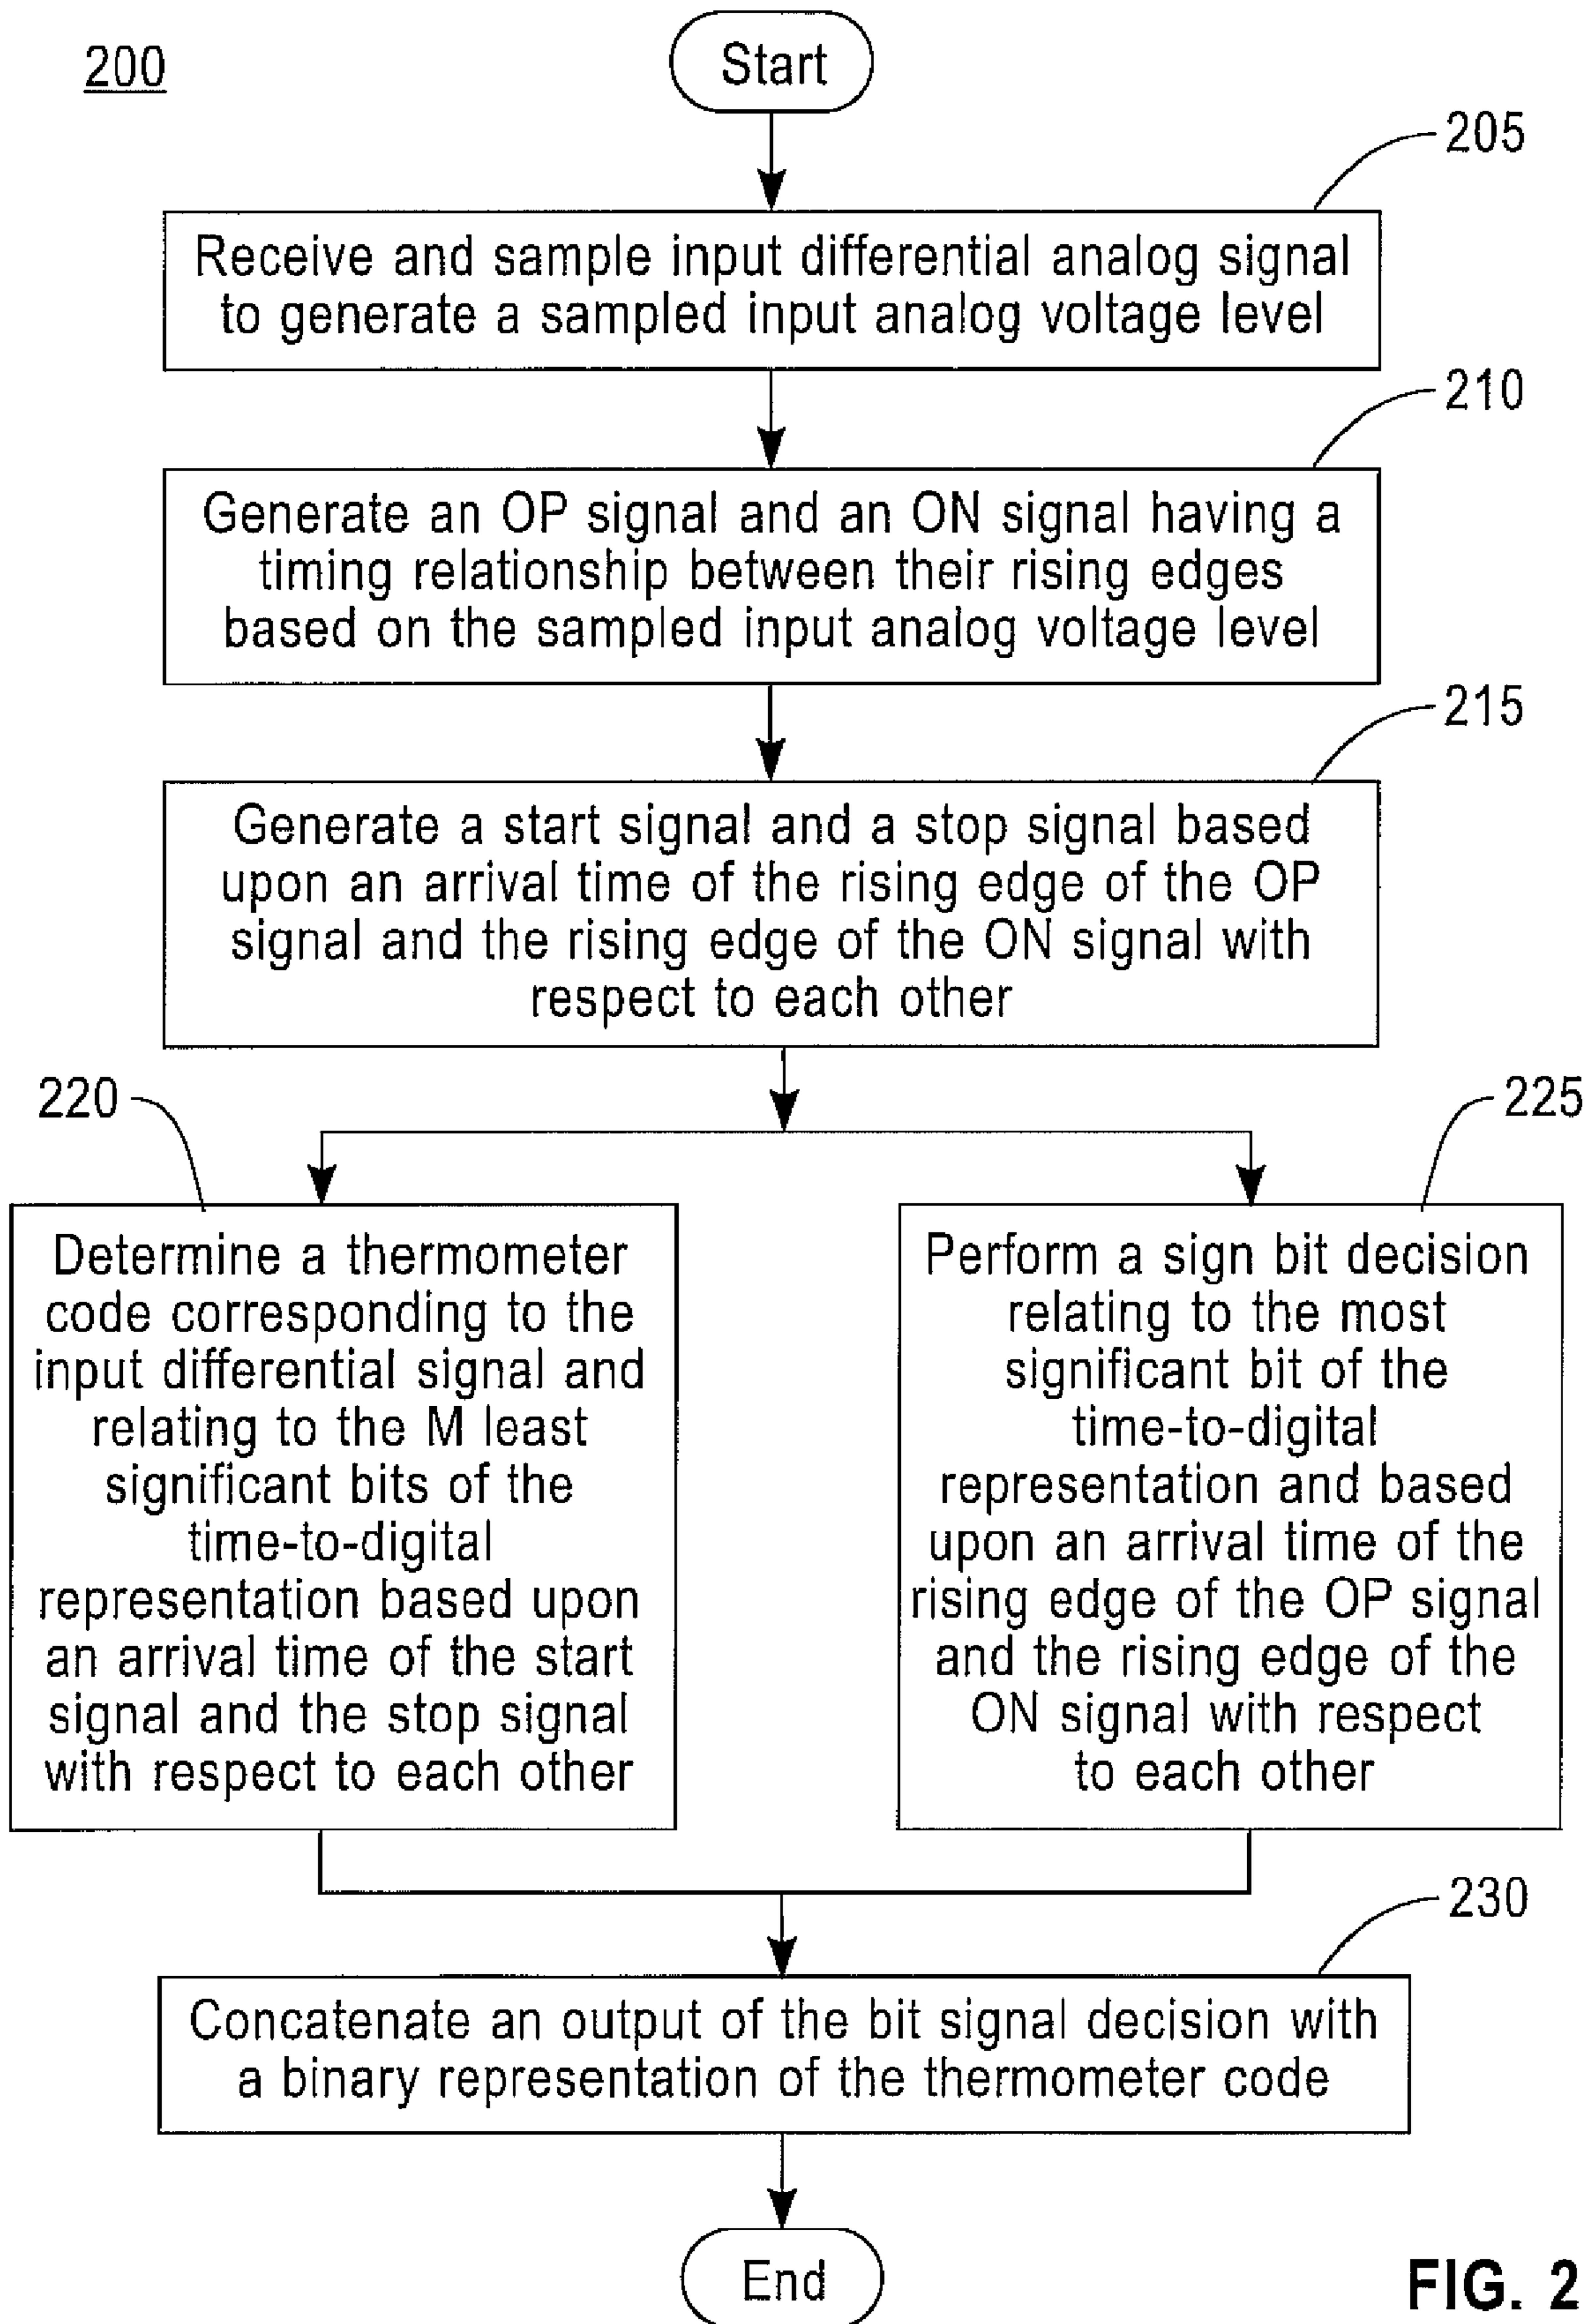 200
Start
205
Receive and sample input differential analog signal
to generate a sampled input analog voltage level
210
Generate an OP signal and an ON signal having a
timing relationship between their rising edges
based on the sampled input analog voltage level
215
Generate a start signal and a stop signal based
upon an arrival time of the rising edge of the OP
signal and the rising edge of the ON signal with
respect to each other
220
Determine a thermometer
code corresponding to the
input differential signal and
relating to the M least
significant bits of the
time-to-digital
representation based upon
an arrival time of the start
signal and the stop signal
with respect to each other
225
Perform a sign bit decision
relating to the most
significant bit of the
time-to-digital
representation and based
upon an arrival time of the
rising edge of the OP signal
and the rising edge of the
ON signal with respect
to each other
230
Concatenate an output of the bit signal decision with
a binary representation of the thermometer code
End
FIG. 2